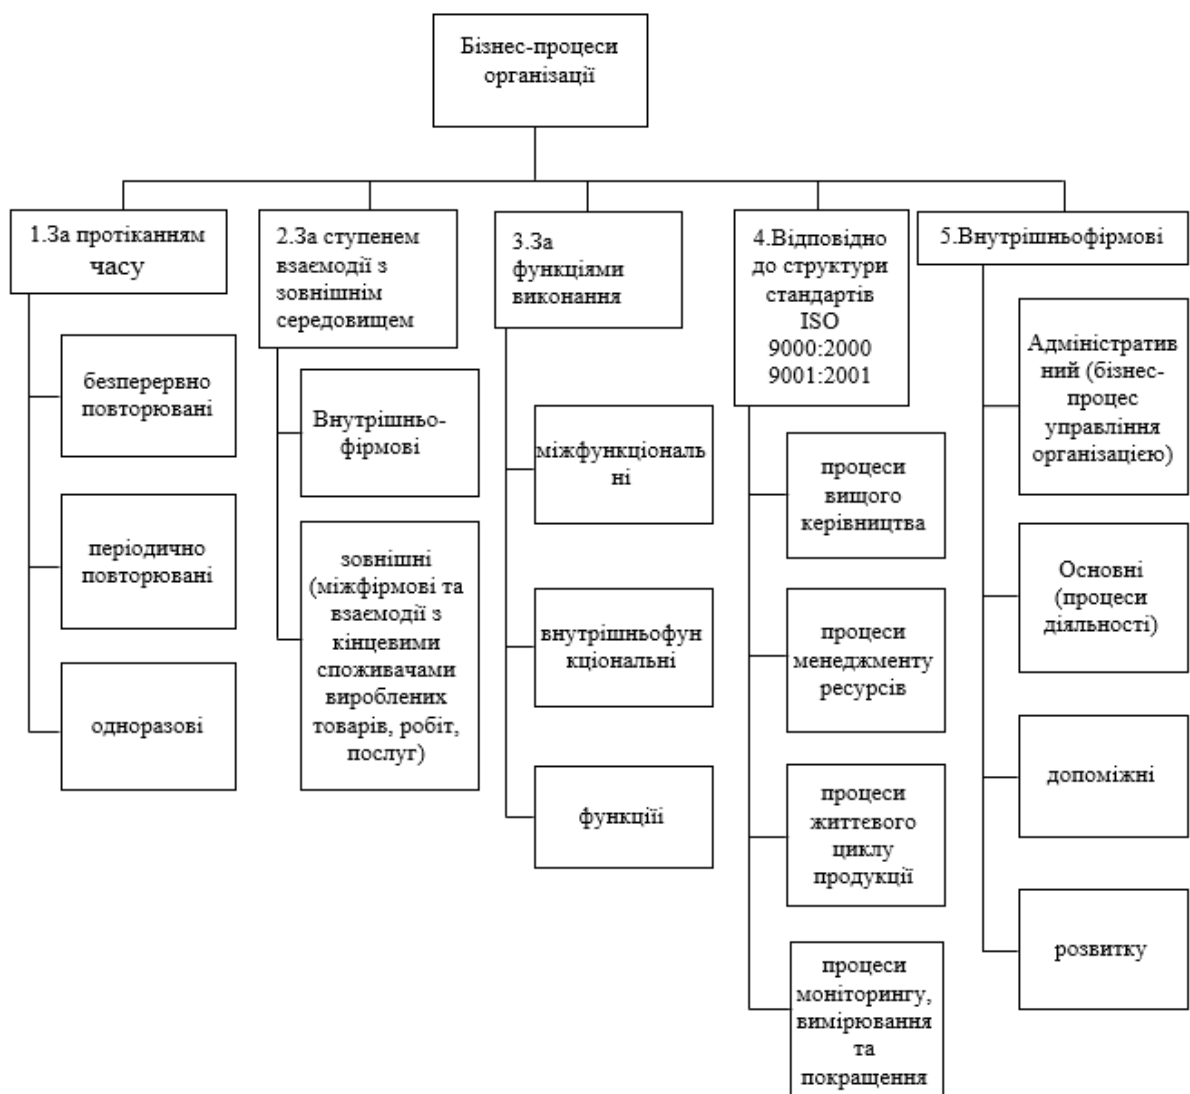 Бізнес-процеси
організації
1.За протіканням
часу
безперервно
повторювані
періодично
повторювані
одноразові
2.За ступенем
взаємодії з
зовнішнім
середовищем
Внутрішньо-
фірмові
зовнішні
(міжфірмові та
взаємодії з
кінцевими
споживачами
вироблених
товарів, робіт,
послуг)
3.За
функціями
виконання
міжфункціональ
ні
внутрішньофун
кціональні
функціїі
4.Відповідно
до структури
стандартів
ISO
9000:2000
9001:2001
процеси
вищого
керівництва
процеси
менеджменту
ресурсів
процеси
життєвого
циклу
продукції
процеси
моніторингу,
вимірювання
та
покращення
5.Внутрішньофірмові
Адміністратив
ний (бізнес-
процес
управління
організацією)
Основні
(процеси
діяльності)
допоміжні
розвитку